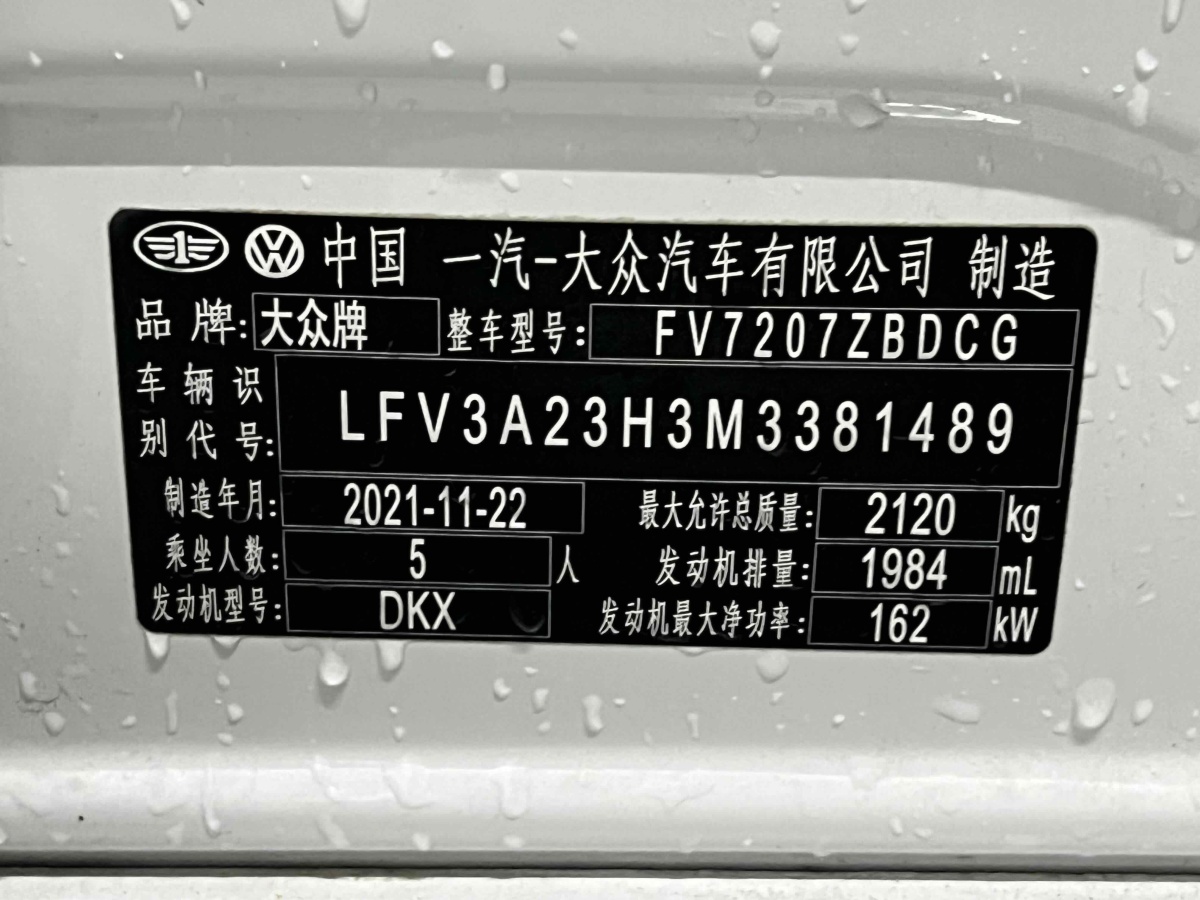 中国 一汽-大众汽车有限公司 制造
品牌: 大众牌 整车型号: FV7207ZBDCG
车辆识别代号: LFV3A23H3M3381489
制造年月: 2021-11-22 最大允许总质量: 2120 kg
乘坐人数: 5 人 发动机排量: 1984 mL
发动机型号: DKX 发动机最大净功率: 162 kW